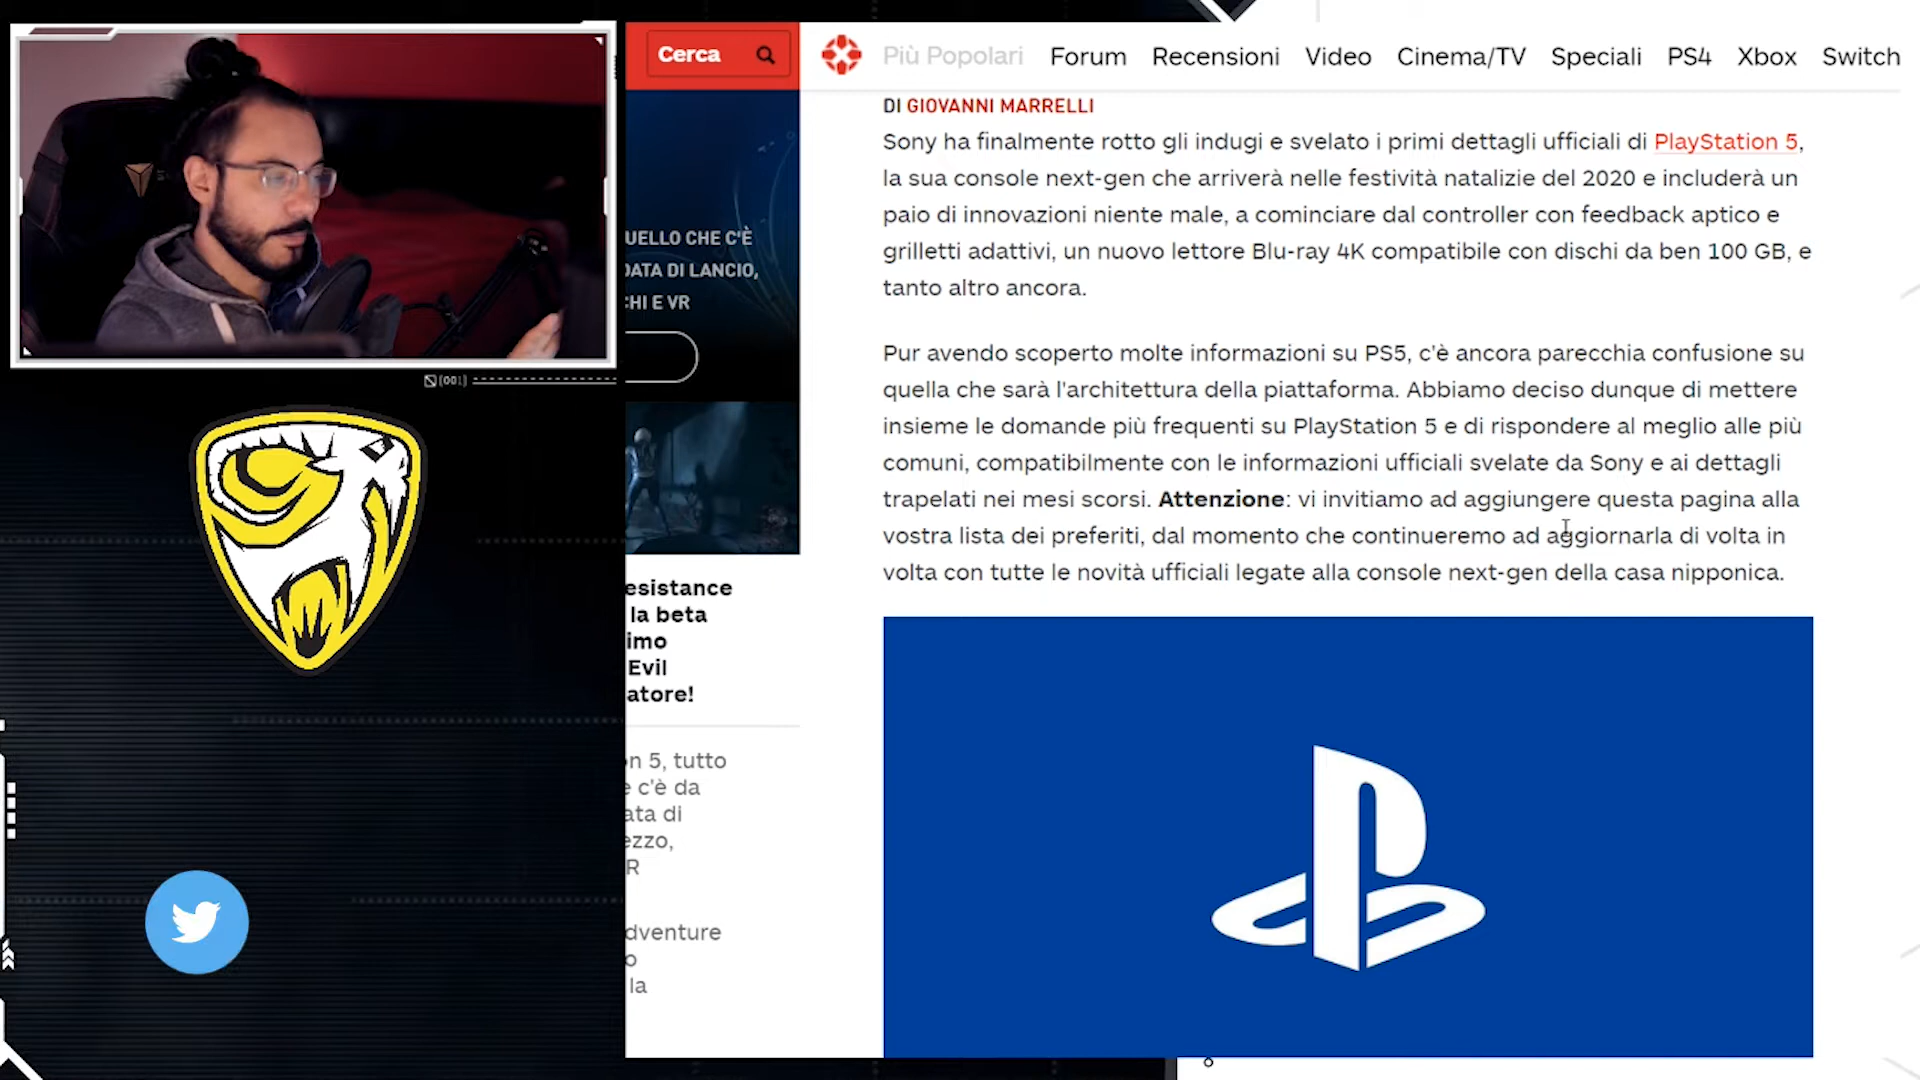 Cerca
Più Popolari Forum Recensioni Video Cinema/TV Speciali PS4 Xbox Switch
UELLO CHE C'È
DATA DI LANCIO,
CHI E VR
[001]
esistance
la beta
imo
Evil
atore!
on 5, tutto
e c'è da
ata di
ezzo,
R
dventure
o
la
DI GIOVANNI MARRELLI
Sony ha finalmente rotto gli indugi e svelato i primi dettagli ufficiali di PlayStation 5,
la sua console next-gen che arriverà nelle festività natalizie del 2020 e includerà un
paio di innovazioni niente male, a cominciare dal controller con feedback aptico e
grilletti adattivi, un nuovo lettore Blu-ray 4K compatibile con dischi da ben 100 GB, e
tanto altro ancora.
Pur avendo scoperto molte informazioni su PS5, c'è ancora parecchia confusione su
quella che sarà l'architettura della piattaforma. Abbiamo deciso dunque di mettere
insieme le domande più frequenti su PlayStation 5 e di rispondere al meglio alle più
comuni, compatibilmente con le informazioni ufficiali svelate da Sony e ai dettagli
trapelati nei mesi scorsi. Attenzione: vi invitiamo ad aggiungere questa pagina alla
vostra lista dei preferiti, dal momento che continueremo ad aggiornarla di volta in
volta con tutte le novità ufficiali legate alla console next-gen della casa nipponica.